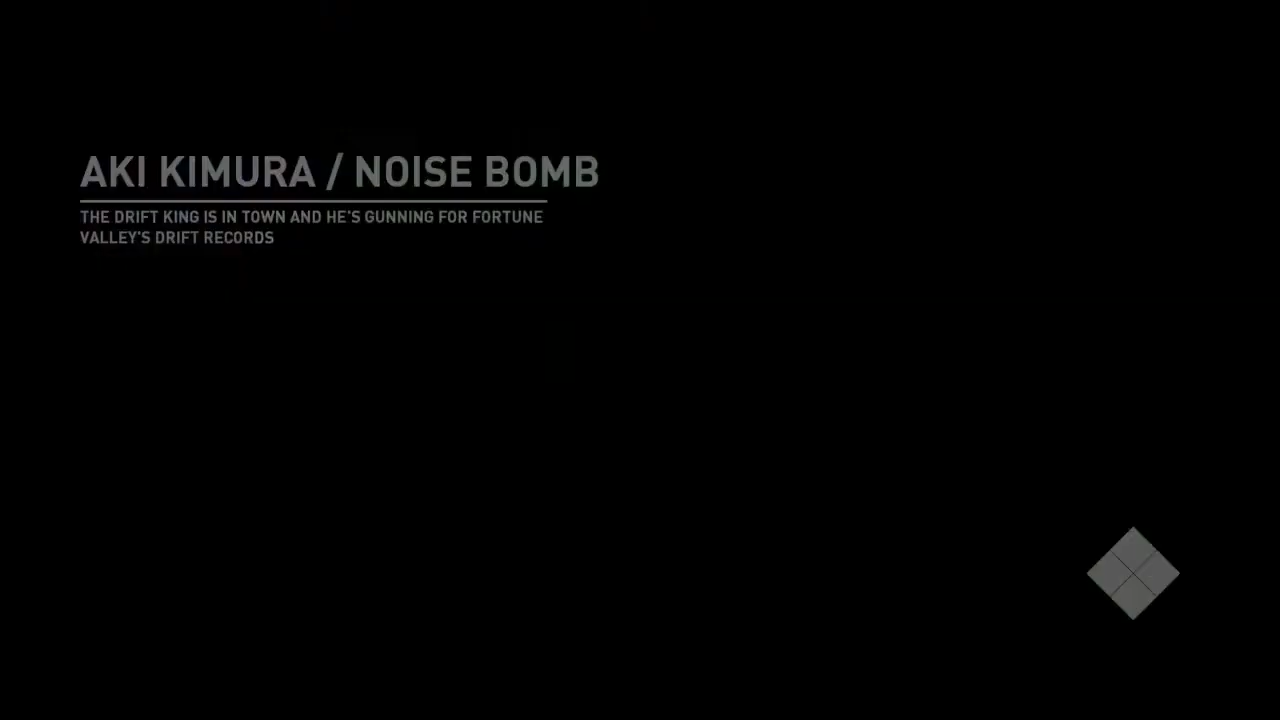 AKI KIMURA / NOISE BOMB
THE DRIFT KING IS IN TOWN AND HE'S GUNNING FOR FORTUNE
VALLEY'S DRIFT RECORDS